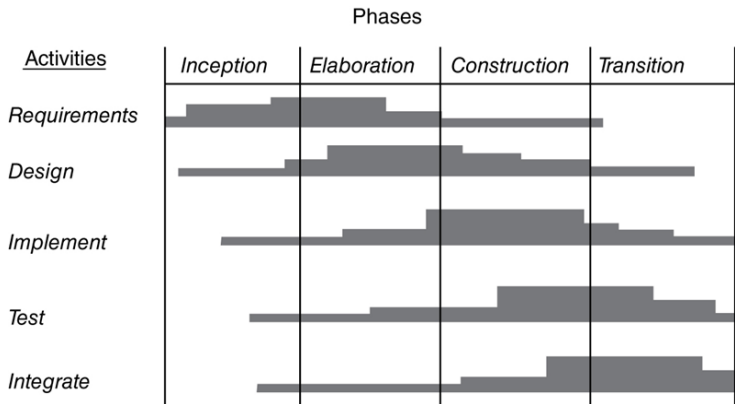 Phases
Activities
Inception Elaboration Construction Transition
Requirements
Design
Implement
Test
Integrate